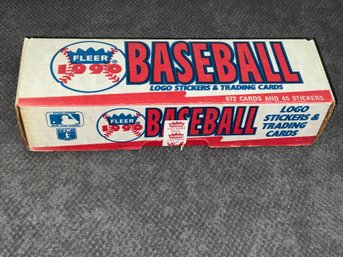 FLEER
1990
BASEBALL
LOGO STICKERS & TRADING CARDS
672 CARDS AND 45 STICKERS
FLEER
1990
BASEBALL
LOGO
STICKERS &
TRADING
CARDS